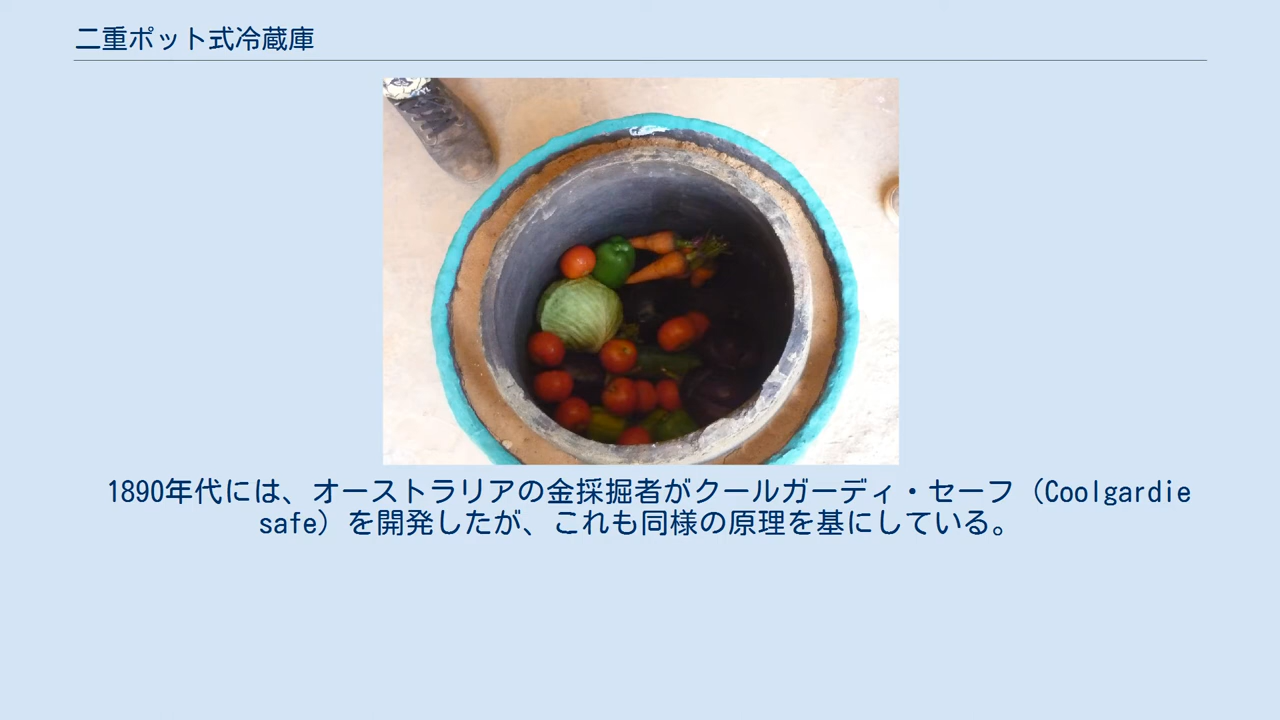 二重ポット式冷蔵庫
1890年代には、オーストラリアの金採掘者がクールガーディ・セーフ（Coolgardie
safe）を開発したが、これも同様の原理を基にしている。